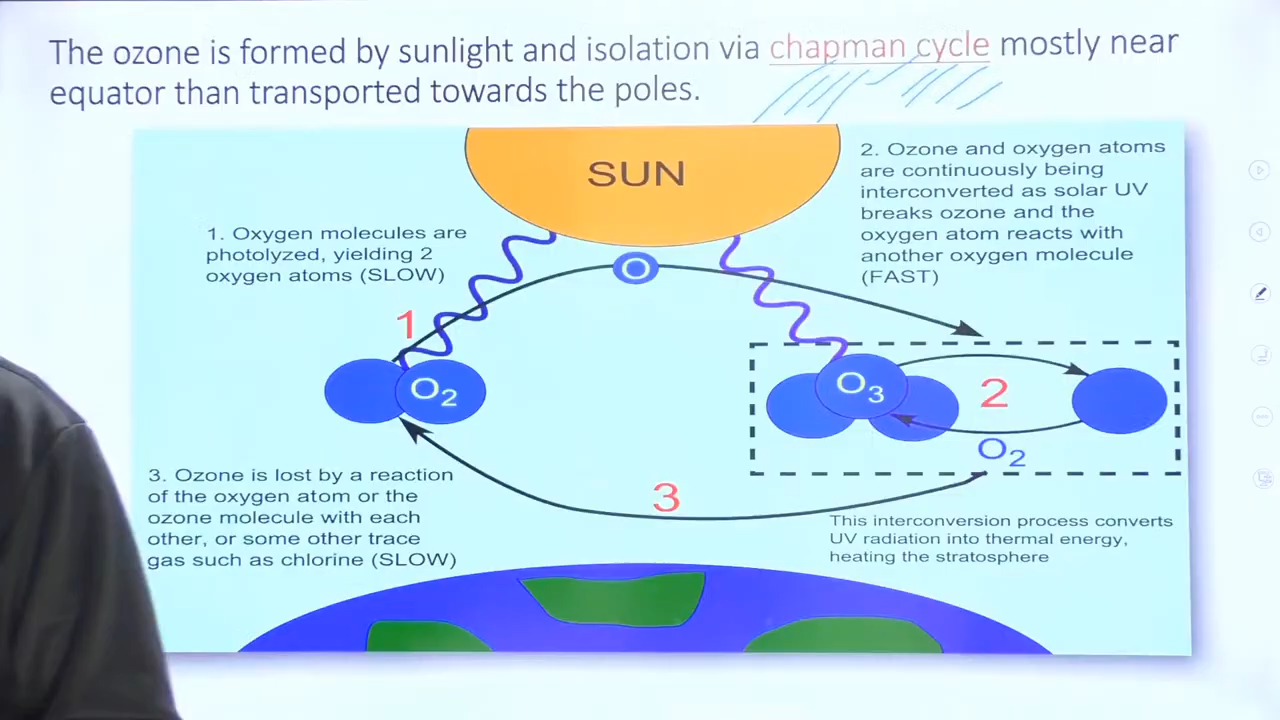 The ozone is formed by sunlight and isolation via chapman cycle mostly near
equator than transported towards the poles.
SUN
2. Ozone and oxygen atoms
are continuously being
interconverted as solar UV
breaks ozone and the
oxygen atom reacts with
another oxygen molecule
(FAST)
1. Oxygen molecules are
photolyzed, yielding 2
oxygen atoms (SLOW)
O
1
O₂
O₃
2
O₂
3. Ozone is lost by a reaction
of the oxygen atom or the
ozone molecule with each
other, or some other trace
gas such as chlorine (SLOW)
3
This interconversion process converts
UV radiation into thermal energy,
heating the stratosphere